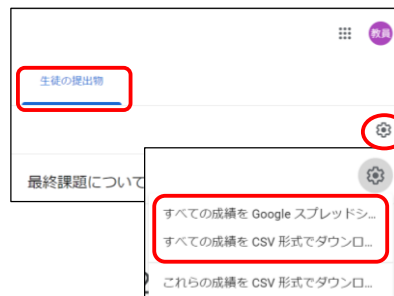 教員
生徒の提出物
最終課題について
すべての成績を Google スプレッドシ...
すべての成績を CSV 形式でダウンロ...
これらの成績を CSV 形式でダウンロ...